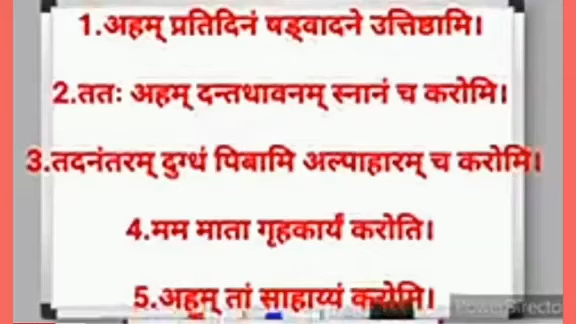 1.अहम् प्रतिदिनं षड्वादने उत्तिष्ठामि।
2.ततः अहम् दन्तधावनम् स्नानं च करोमि।
3.तदनंतरम् दुग्धं पिबामि अल्पाहारम् च करोमि।
4.मम माता गृहकार्यं करोति।
5.अहम् तां साहाय्यं करोमि।
PowerDirecto